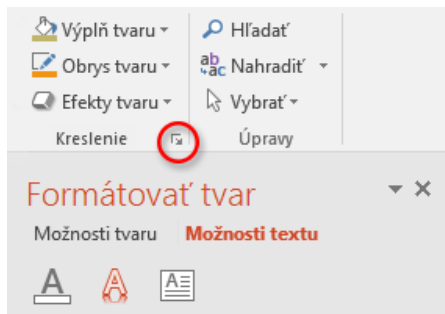 Výplň tvaru
Hľadať
Obrys tvaru
Nahradiť
Efekty tvaru
Vybrať
Kreslenie
Úpravy
Formátovať tvar
Možnosti tvaru
Možnosti textu